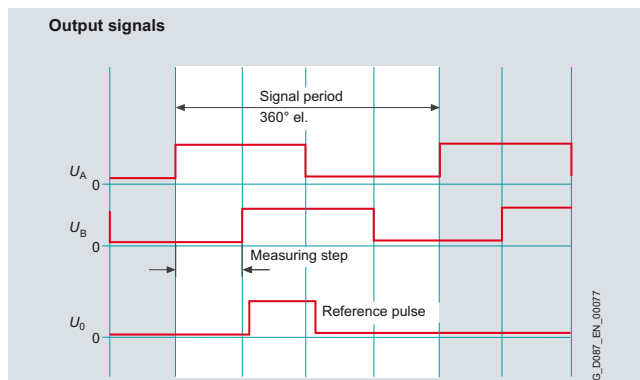 Output signals
Signal period
360° el.
UA
0
UB
0
Measuring step
Reference pulse
U0
0
G_D087_EN_00077